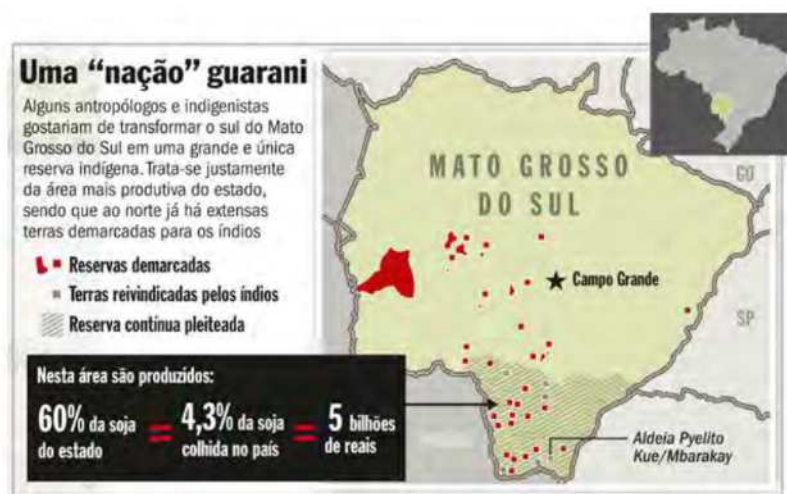 Uma “nação” guarani
Alguns antropólogos e indigenistas
gostariam de transformar o sul do Mato
Grosso do Sul em uma grande e única
reserva indígena. Trata-se justamente
da área mais produtiva do estado,
sendo que ao norte já há extensas
terras demarcadas para os índios
Reservas demarcadas
Terras reivindicadas pelos índios
Reserva contínua pleiteada
Nesta área são produzidos:
60% da soja
do estado
=
4,3% da soja
colhida no país
=
5 bilhões
de reais
MATO GROSSO
DO SUL
Campo Grande
GO
SP
Aldeia Pyelito
Kue/Mbarakay